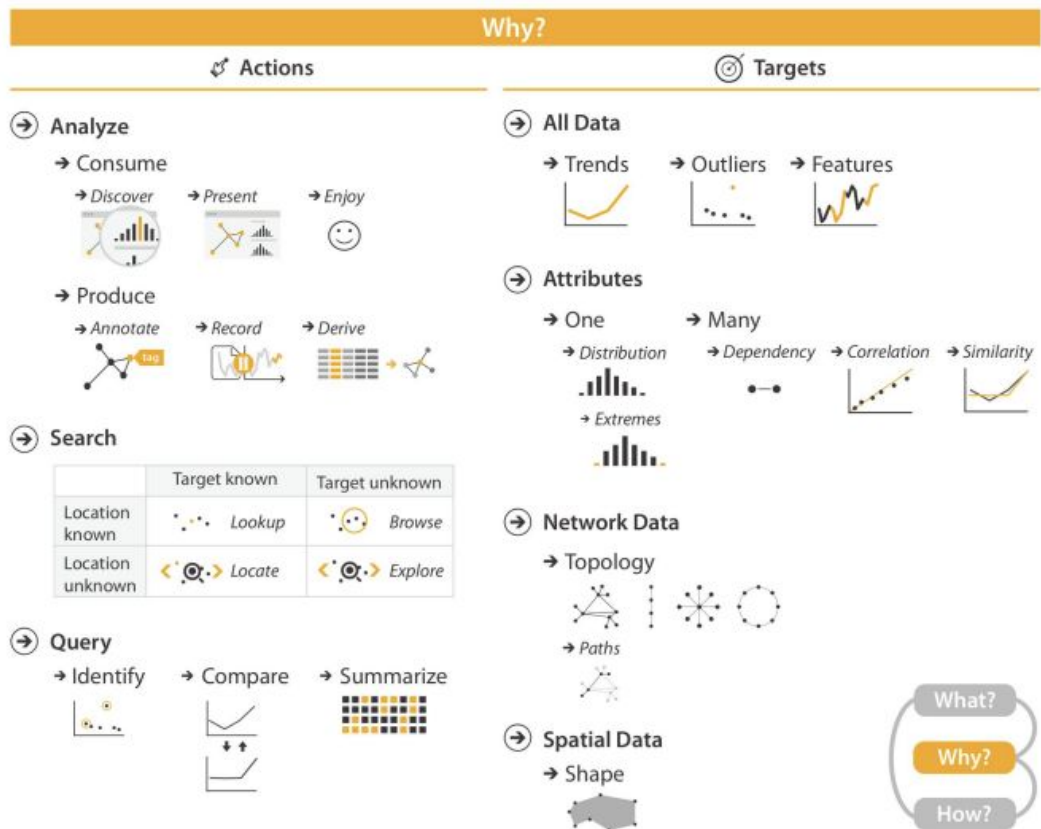 Why?
Actions
Analyze
→ Consume
→ Discover
→ Present
→ Enjoy
→ Produce
→ Annotate
→ Record
→ Derive
tag
Search
Target known
Target unknown
Location known
Lookup
Browse
Location unknown
Locate
Explore
Query
→ Identify
→ Compare
→ Summarize
Targets
All Data
→ Trends
→ Outliers
→ Features
Attributes
→ One
→ Many
→ Distribution
→ Dependency
→ Correlation
→ Similarity
→ Extremes
Network Data
→ Topology
→ Paths
Spatial Data
→ Shape
What?
Why?
How?